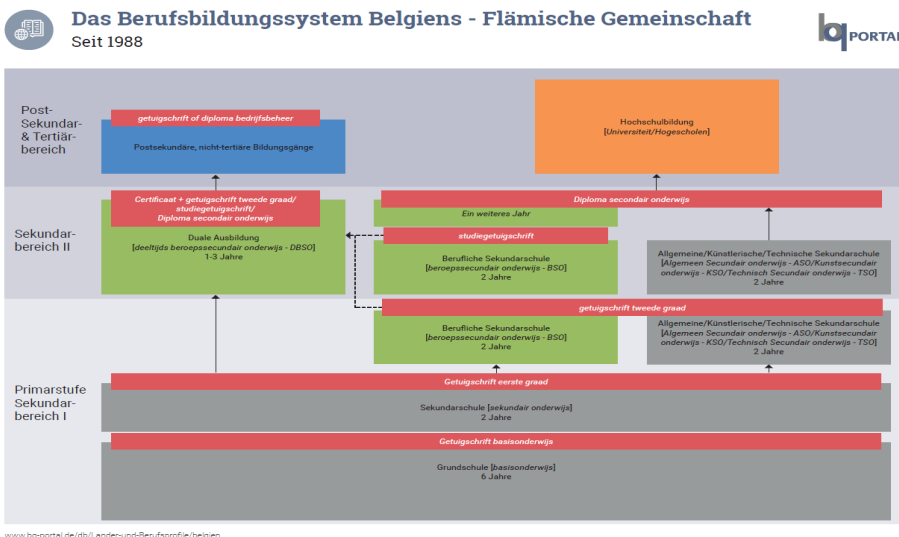 Das Berufsbildungssystem Belgiens - Flämische Gemeinschaft
Seit 1988
bq PORTAL
Post-
Sekundar-
& Tertiär-
bereich
getuigschrift of diploma bedrijfsbeheer
Postsekundäre, nicht-tertiäre Bildungsgänge
Hochschulbildung
[Universiteit/Hogescholen]
Sekundar-
bereich II
Certificaat + getuigschrift tweede graad/
studiegetuigschrift/
Diploma secondair onderwijs
Duale Ausbildung
[deeltijds beroepssecundair onderwijs - DBSO]
1-3 Jahre
Diploma secondair onderwijs
Ein weiteres Jahr
studiegetuigschrift
Berufliche Sekundarschule
[beroepssecundair onderwijs - BSO]
2 Jahre
Allgemeine/Künstlerische/Technische Sekundarschule
[Algemeen Secundair onderwijs - ASO/Kunstsecundair
onderwijs - KSO/Technisch Secundair onderwijs - TSO]
2 Jahre
getuigschrift tweede graad
Berufliche Sekundarschule
[beroepssecundair onderwijs - BSO]
2 Jahre
Allgemeine/Künstlerische/Technische Sekundarschule
[Algemeen Secundair onderwijs - ASO/Kunstsecundair
onderwijs - KSO/Technisch Secundair onderwijs - TSO]
2 Jahre
Primarstufe
Sekundar-
bereich I
Getuigschrift eerste graad
Sekundarschule [sekundair onderwijs]
2 Jahre
Getuigschrift basisonderwijs
Grundschule [basisonderwijs]
6 Jahre
www.bq-portal.de/db/Länder-und-Berufsprofile/belgien